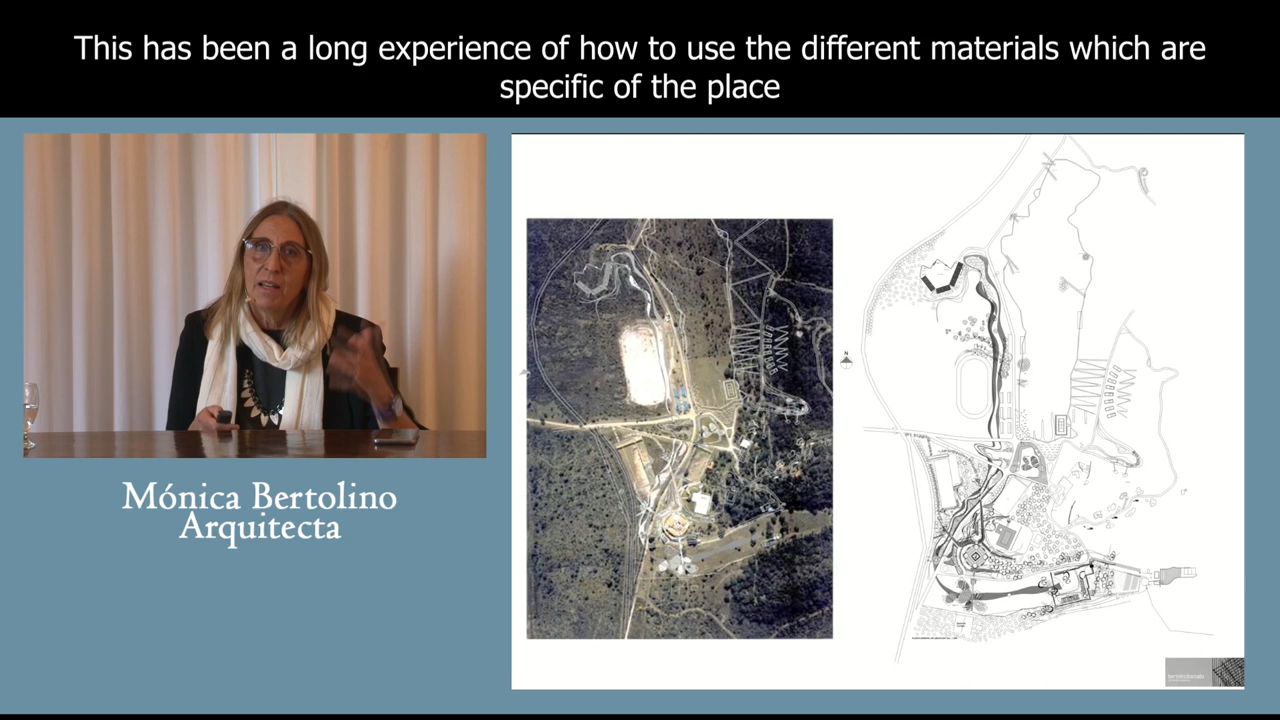 This has been a long experience of how to use the different materials which are
specific of the place
Mónica Bertolino
Arquitecta
N